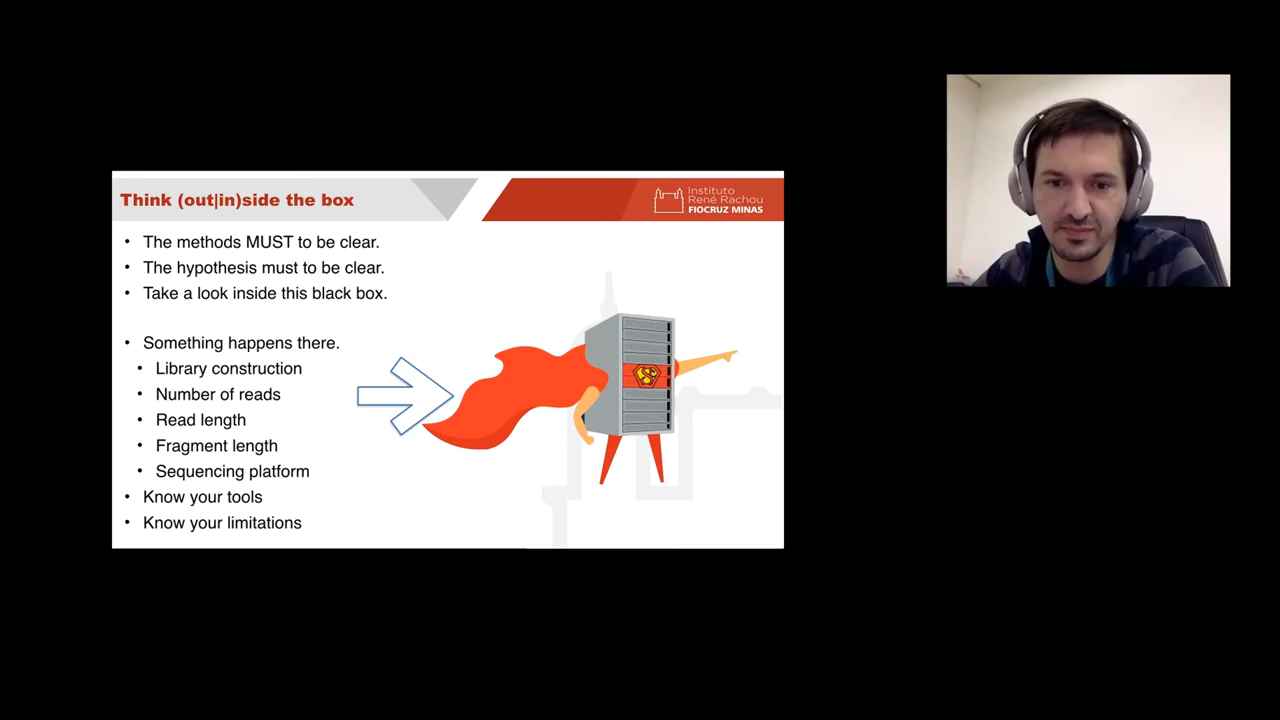 Think (out|in)side the box
Instituto
René Rachou
FIOCRUZ MINAS
• The methods MUST to be clear.
• The hypothesis must to be clear.
• Take a look inside this black box.
• Something happens there.
• Library construction
• Number of reads
• Read length
• Fragment length
• Sequencing platform
• Know your tools
• Know your limitations
S